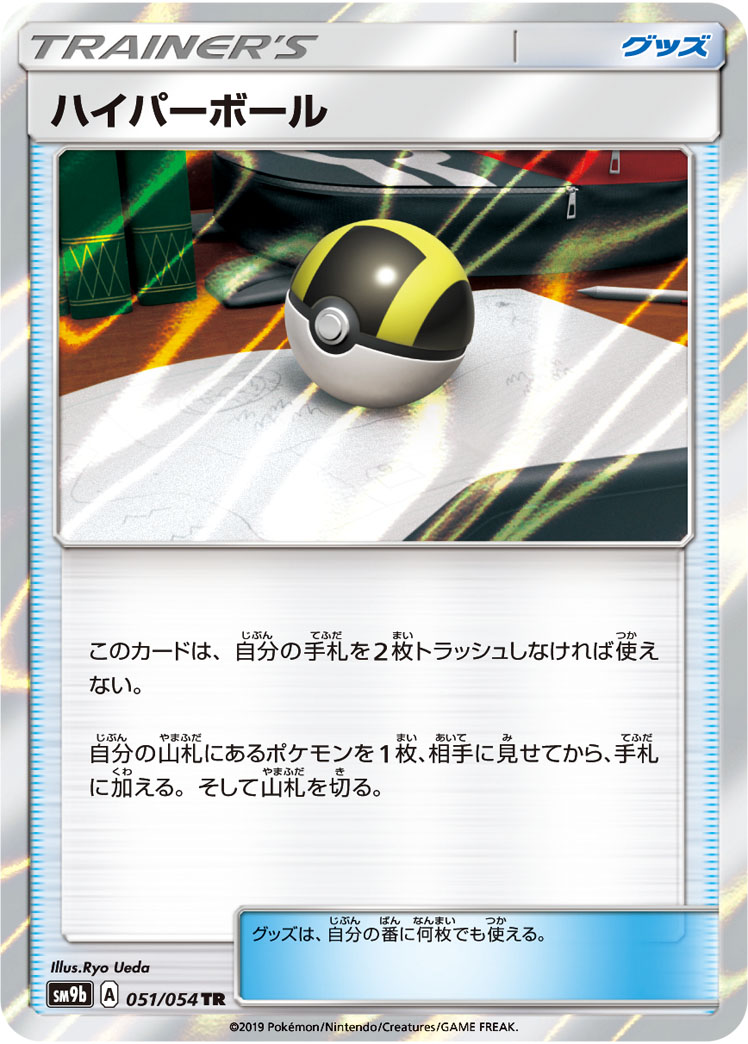 TRAINER'S
グッズ
ハイパーボール
このカードは、自分の手札を2枚トラッシュしなければ使え
ない。
自分の山札にあるポケモンを1枚、相手に見せてから、手札
に加える。そして山札を切る。
グッズは、自分の番に何枚でも使える。
Illus.Ryo Ueda
sm9b A 051/054 TR
©2019 Pokémon/Nintendo/Creatures/GAME FREAK.